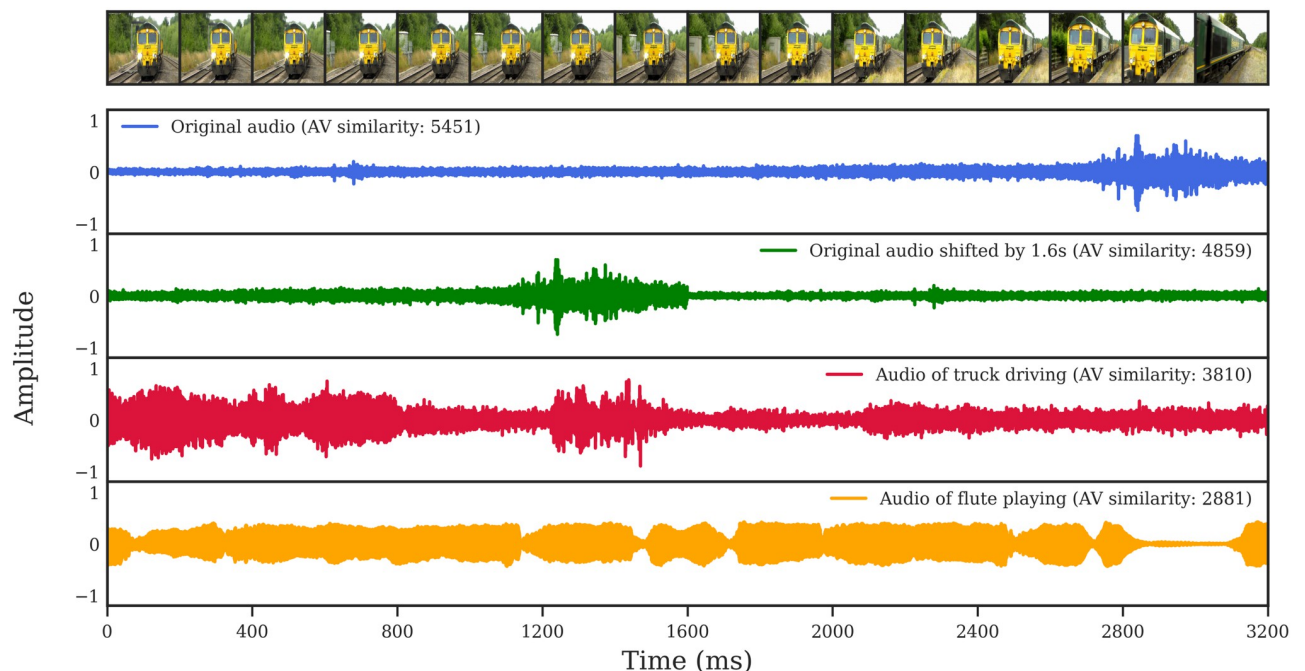 1
Original audio (AV similarity: 5451)
0
−1
1
Original audio shifted by 1.6s (AV similarity: 4859)
0
−1
1
Audio of truck driving (AV similarity: 3810)
0
−1
1
Audio of flute playing (AV similarity: 2881)
0
−1
Amplitude
0 400 800 1200 1600 2000 2400 2800 3200
Time (ms)